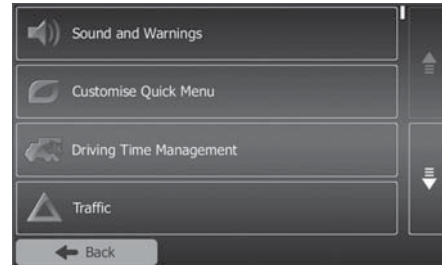 Sound and Warnings
Customise Quick Menu
Driving Time Management
Traffic
Back